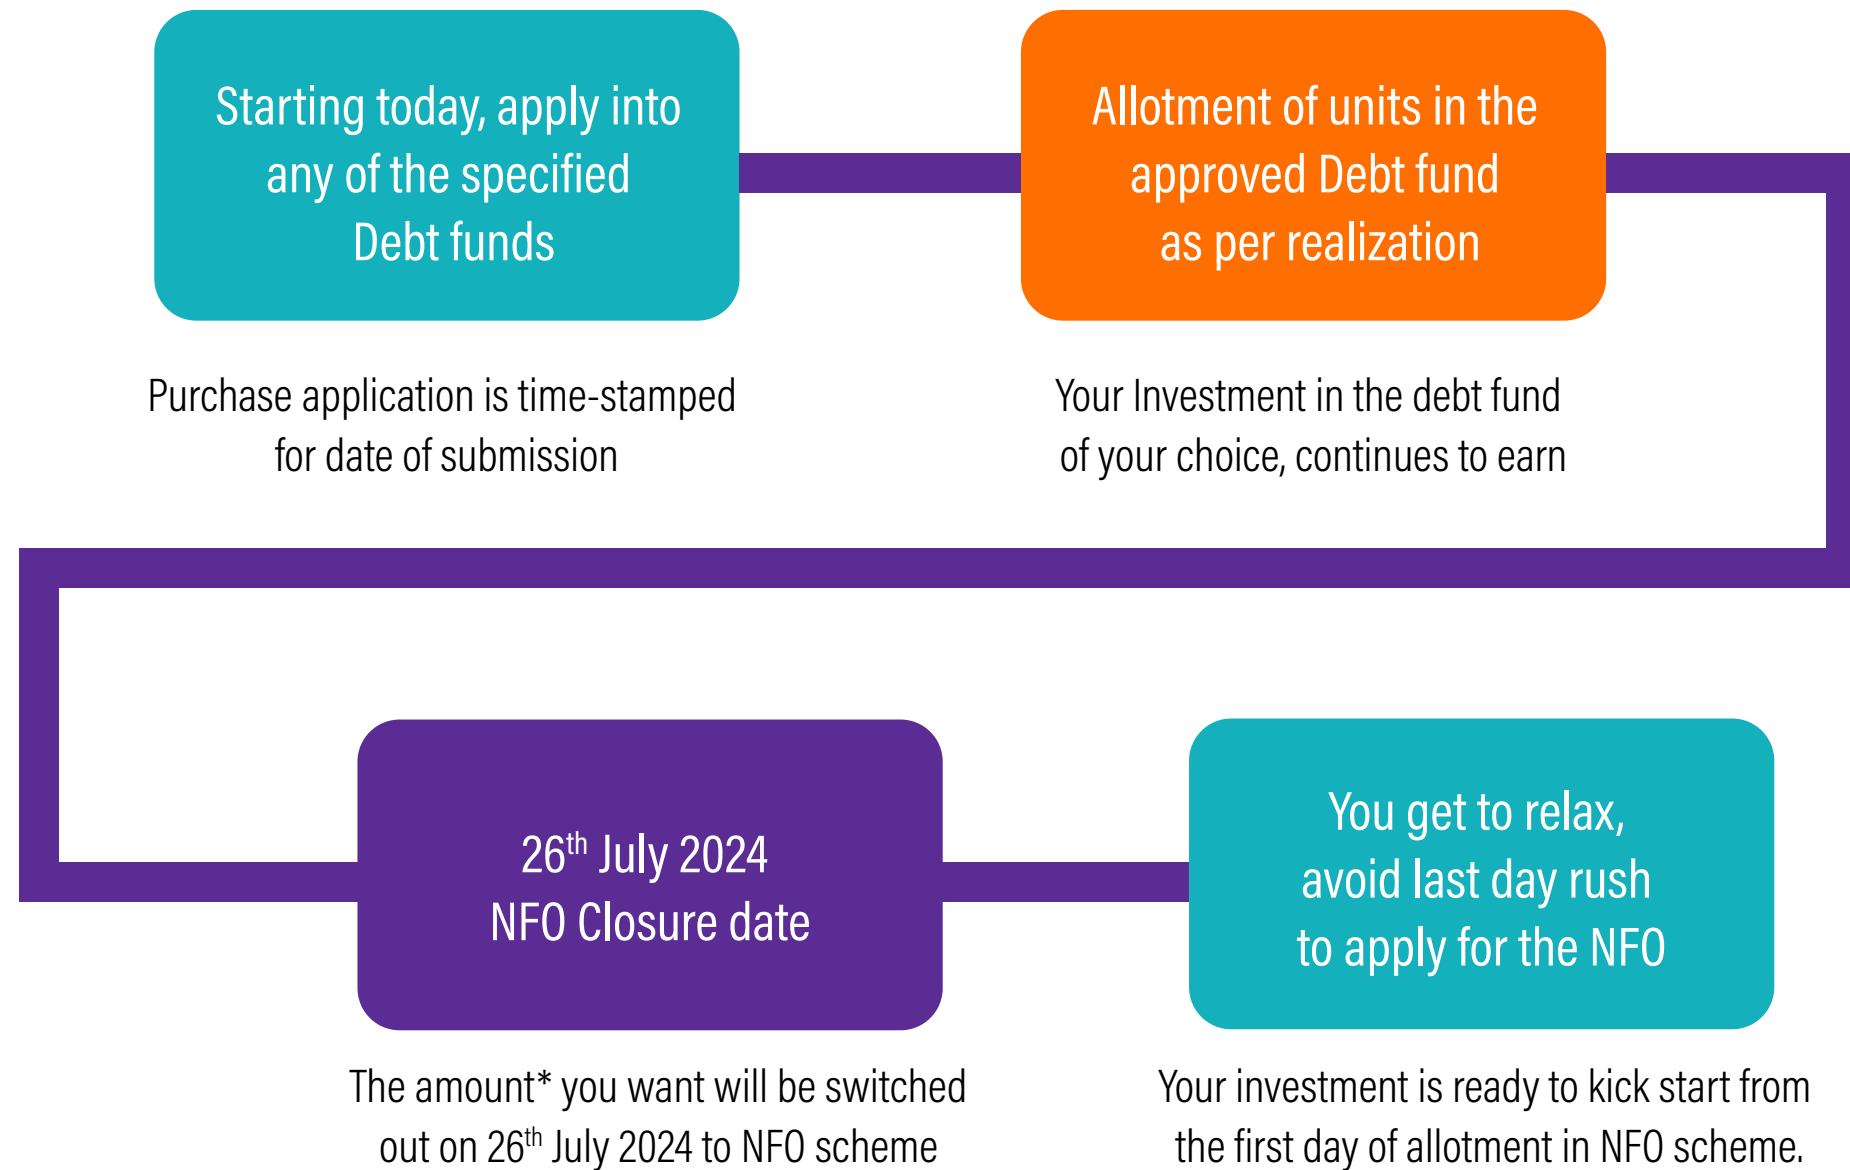 Starting today, apply into
any of the specified
Debt funds
Purchase application is time-stamped
for date of submission
Allotment of units in the
approved Debt fund
as per realization
Your Investment in the debt fund
of your choice, continues to earn
26th July 2024
NFO Closure date
The amount* you want will be switched
out on 26th July 2024 to NFO scheme
You get to relax,
avoid last day rush
to apply for the NFO
Your investment is ready to kick start from
the first day of allotment in NFO scheme.